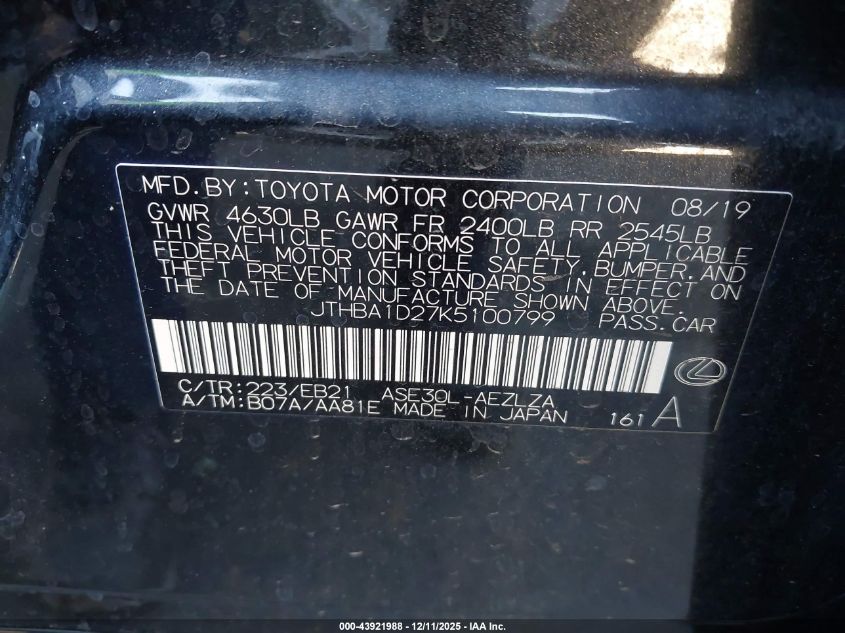 MFD.BY:TOYOTA MOTOR CORPORATION 08/19
GVWR 4630LB GAWR FR 2400LB RR 2545LB
THIS VEHICLE CONFORMS TO ALL APPLICABLE
FEDERAL MOTOR VEHICLE SAFETY,BUMPER,AND
THEFT PREVENTION STANDARDS IN EFFECT ON
THE DATE OF MANUFACTURE SHOWN ABOVE.
JTHBA1D27K5100799 PASS.CAR
C/TR:223/EB21 ASE30L-AEZLZA
A/TM:B07A/AA81E MADE IN JAPAN 161 A
000-43921988 - 12/11/2025 - IAA Inc.